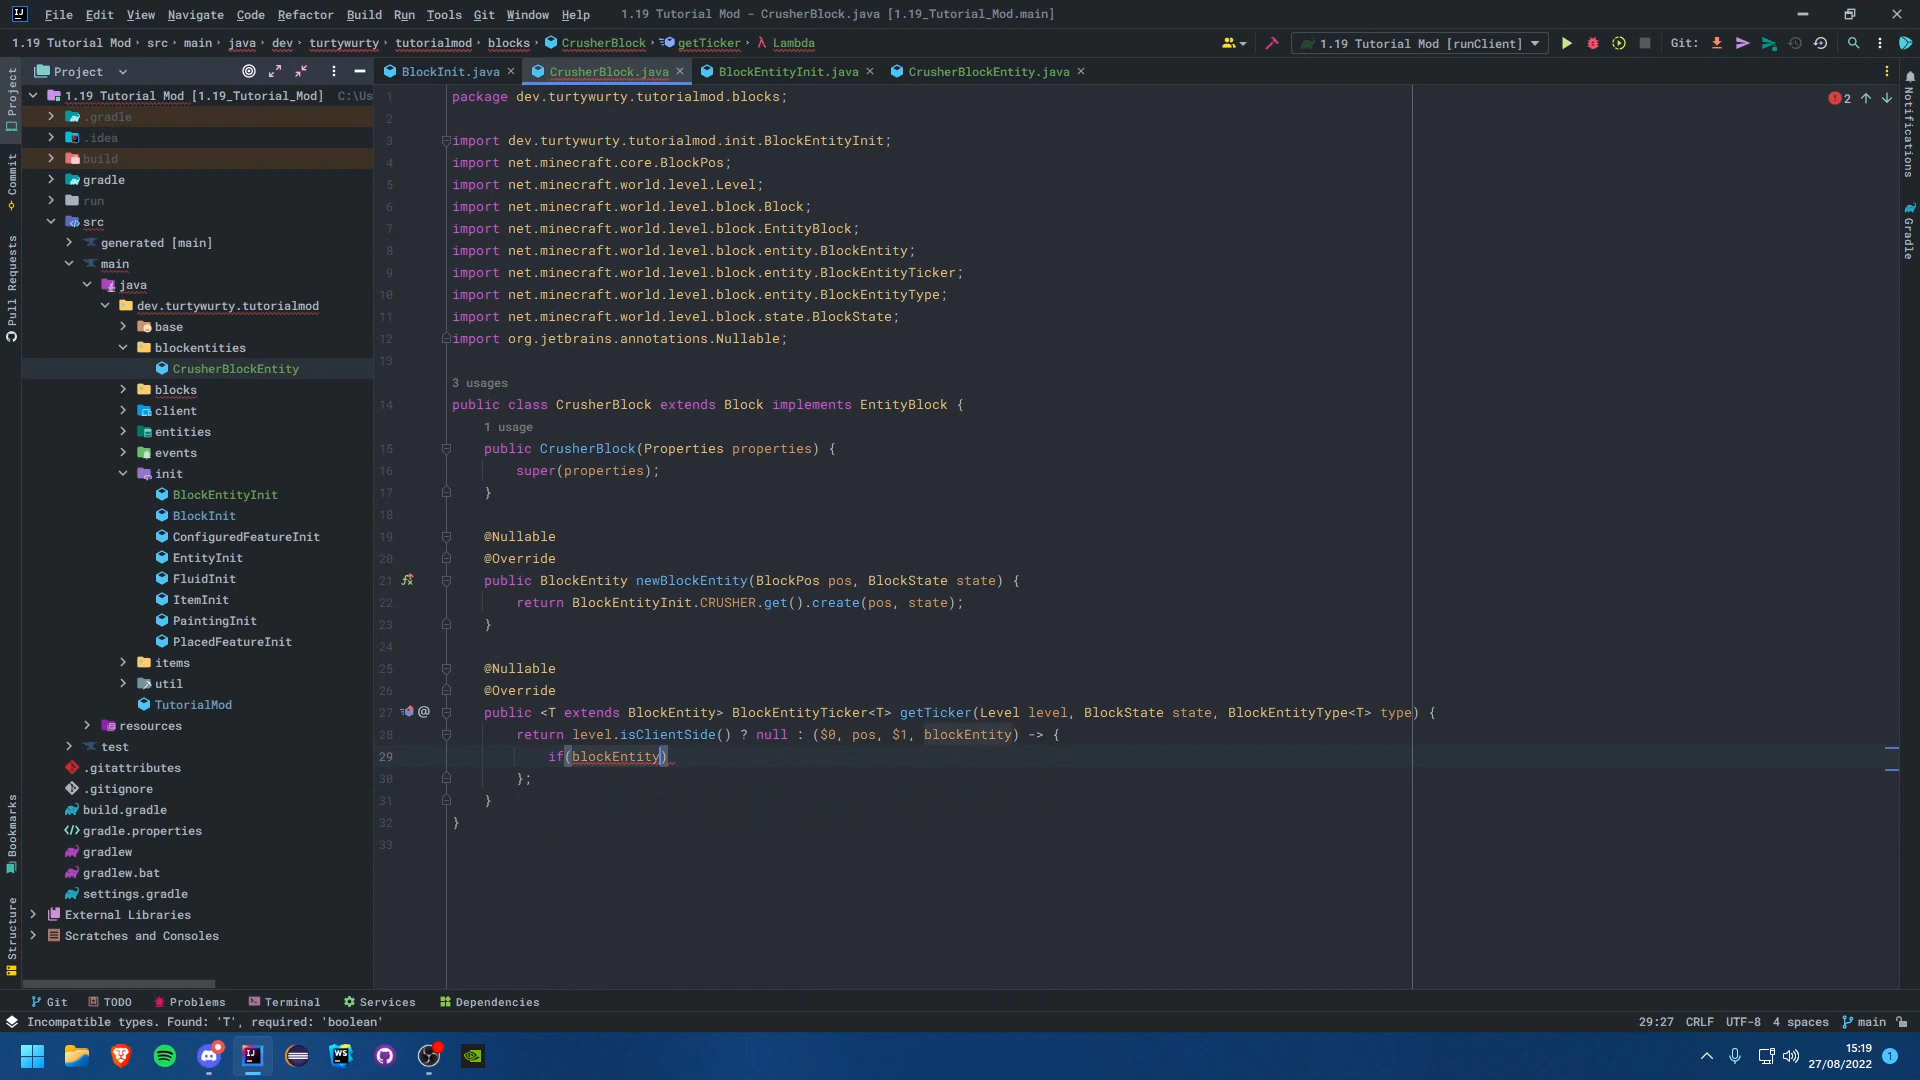 File Edit View Navigate Code Refactor Build Run Tools Git Window Help 1.19 Tutorial Mod - CrusherBlock.java [1.19_Tutorial_Mod.main]
1.19 Tutorial Mod › src › main › java › dev › turtywurty › tutorialmod › blocks › CrusherBlock › getTicker › λ Lambda
1.19 Tutorial Mod [runClient]
Git:
Project
BlockInit.java
CrusherBlock.java
BlockEntityInit.java
CrusherBlockEntity.java
Project
Commit
Pull Requests
Bookmarks
Structure
Notifications
Gradle
1.19 Tutorial Mod [1.19_Tutorial_Mod] C:\Us
.gradle
.idea
build
gradle
run
src
generated [main]
main
java
dev.turtywurty.tutorialmod
base
blockentities
CrusherBlockEntity
blocks
client
entities
events
init
BlockEntityInit
BlockInit
ConfiguredFeatureInit
EntityInit
FluidInit
ItemInit
PaintingInit
PlacedFeatureInit
items
util
TutorialMod
resources
test
.gitattributes
.gitignore
build.gradle
gradle.properties
gradlew
gradlew.bat
settings.gradle
External Libraries
Scratches and Consoles
2
1 package dev.turtywurty.tutorialmod.blocks;
2
3 import dev.turtywurty.tutorialmod.init.BlockEntityInit;
4 import net.minecraft.core.BlockPos;
5 import net.minecraft.world.level.Level;
6 import net.minecraft.world.level.block.Block;
7 import net.minecraft.world.level.block.EntityBlock;
8 import net.minecraft.world.level.block.entity.BlockEntity;
9 import net.minecraft.world.level.block.entity.BlockEntityTicker;
10 import net.minecraft.world.level.block.entity.BlockEntityType;
11 import net.minecraft.world.level.block.state.BlockState;
12 import org.jetbrains.annotations.Nullable;
13
3 usages
14 public class CrusherBlock extends Block implements EntityBlock {
1 usage
15 public CrusherBlock(Properties properties) {
16 super(properties);
17 }
18
19 @Nullable
20 @Override
21 public BlockEntity newBlockEntity(BlockPos pos, BlockState state) {
22 return BlockEntityInit.CRUSHER.get().create(pos, state);
23 }
24
25 @Nullable
26 @Override
27 @ public <T extends BlockEntity> BlockEntityTicker<T> getTicker(Level level, BlockState state, BlockEntityType<T> type) {
28 return level.isClientSide() ? null : ($0, pos, $1, blockEntity) -> {
29 if(blockEntity)
30 };
31 }
32 }
33
Git TODO Problems Terminal Services Dependencies
Incompatible types. Found: 'T', required: 'boolean'
29:27 CRLF UTF-8 4 spaces main
15:19
27/08/2022
1